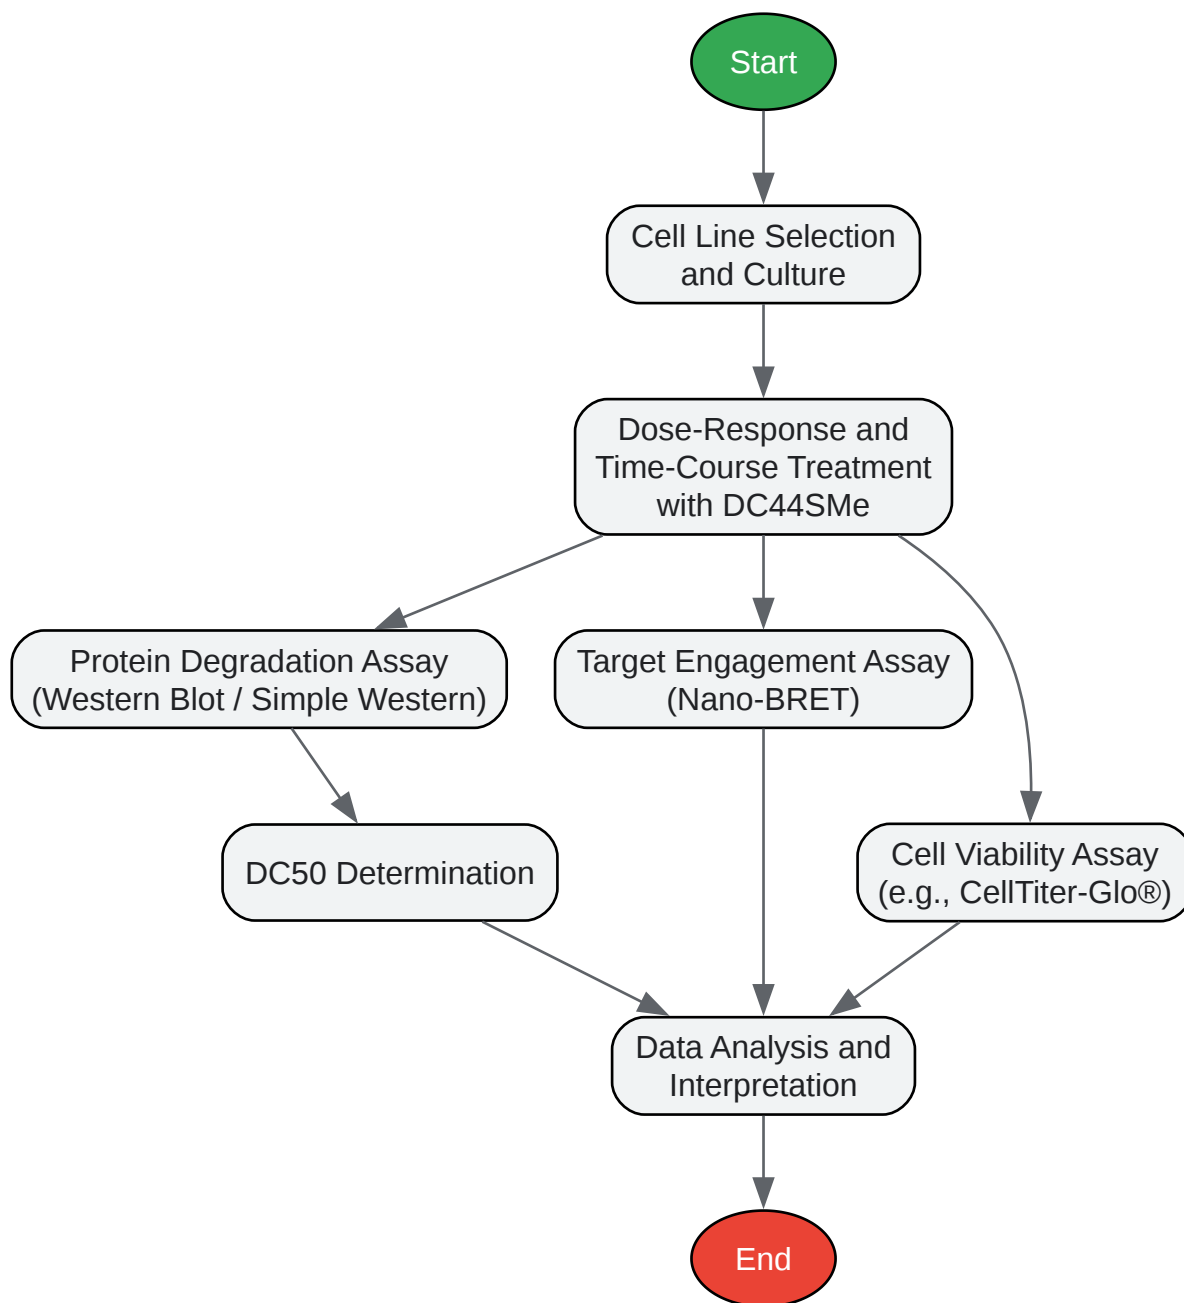 Start
Cell Line Selection
and Culture
Dose-Response and
Time-Course Treatment
with DC44SMe
Protein Degradation Assay
(Western Blot / Simple Western)
Target Engagement Assay
(Nano-BRET)
DC50 Determination
Cell Viability Assay
(e.g., CellTiter-Glo®)
Data Analysis and
Interpretation
End